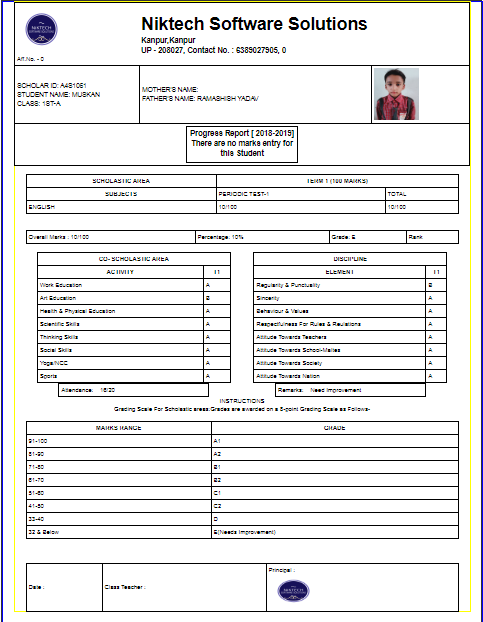 NIKTECH
SOFTWARE SOLUTIONS
Niktech Software Solutions
Kanpur,Kanpur
UP - 208027, Contact No. : 6389027905, 0
Aff.No. - 0
SCHOLAR ID: A4S1051
STUDENT NAME: MUSKAN
CLASS: 1ST-A
MOTHER'S NAME:
FATHER'S NAME: RAMASHISH YADAV
Progress Report [ 2018-2019]
There are no marks entry for
this Student
SCHOLASTIC AREA TERM 1 (100 MARKS)
SUBJECTS PERIODIC TEST-1 TOTAL
ENGLISH 10/100 10/100
Overall Marks : 10/100 Percentage: 10% Grade: E Rank
CO- SCHOLASTIC AREA
ACTIVITY T1
Work Education A
Art Education B
Health & Physical Education A
Scientific Skills A
Thinking Skills A
Social Skills A
Yoga/NCC A
Sports A
DISCIPLINE
ELEMENT T1
Regularity & Punctuality B
Sincerity A
Behaviour & Values A
Respectfulness For Rules & Regulations A
Attitude Towards Teachers A
Attitude Towards School-Mates A
Attitude Towards Society A
Attitude Towards Nation A
Attendance: 16/20 Remarks: Need Improvement
INSTRUCTIONS
Grading Scale For Scholastic areas:Grades are awarded on a 8-point Grading Scale as Follows-
MARKS RANGE GRADE
91-100 A1
81-90 A2
71-80 B1
61-70 B2
51-60 C1
41-50 C2
33-40 D
32 & Below E(Needs Improvement)
Date : Class Teacher : Principal :